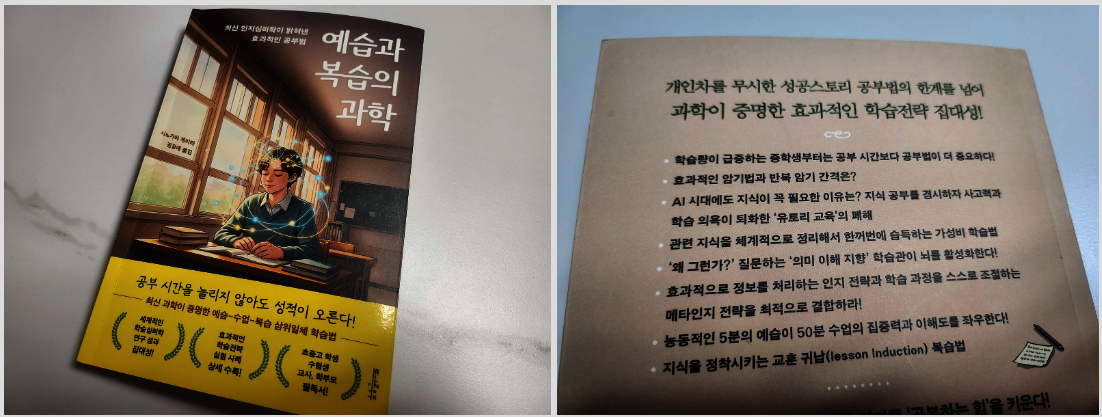 최신 인지심리학이 밝혀낸
효과적인 공부법
예습과
복습의
과학
시노가야 게이타
옮김
공부 시간을 늘리지 않아도 성적이 오른다!
최신 과학이 증명한 예습-수업-복습 삼위일체 학습법
세계적인
학습심리학
연구 성과
집대성!
효과적인
학습전략
실험 사례
상세 수록!
초중고 학생
수험생
교사, 학부모
필독서!
개인차를 무시한 성공스토리 공부법의 한계를 넘어
과학이 증명한 효과적인 학습전략 집대성!
• 학습량이 급증하는 중학생부터는 공부 시간보다 공부법이 더 중요하다!
• 효과적인 암기법과 반복 암기 간격은?
• AI 시대에도 지식이 꼭 필요한 이유는? 지식 공부를 경시하자 사고력과
학습 의욕이 퇴화한 '유토리 교육'의 폐해
• 관련 지식을 체계적으로 정리해서 한꺼번에 습득하는 가성비 학습법
• '왜 그런가?' 질문하는 '의미 이해 지향' 학습관이 뇌를 활성화한다!
• 효과적으로 정보를 처리하는 인지 전략과 학습 과정을 스스로 조절하는
메타인지 전략을 최적으로 결합하라!
• 능동적인 5분의 예습이 50분 수업의 집중력과 이해도를 좌우한다!
• 지식을 정착시키는 교훈 귀납(lesson induction) 복습법
'공부하는 힘'을 키운다!